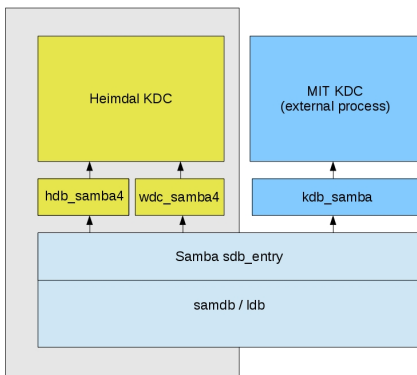 Heimdal KDC
MIT KDC
(external process)
hdb_samba4
wdc_samba4
kdb_samba
Samba sdb_entry
samdb / ldb